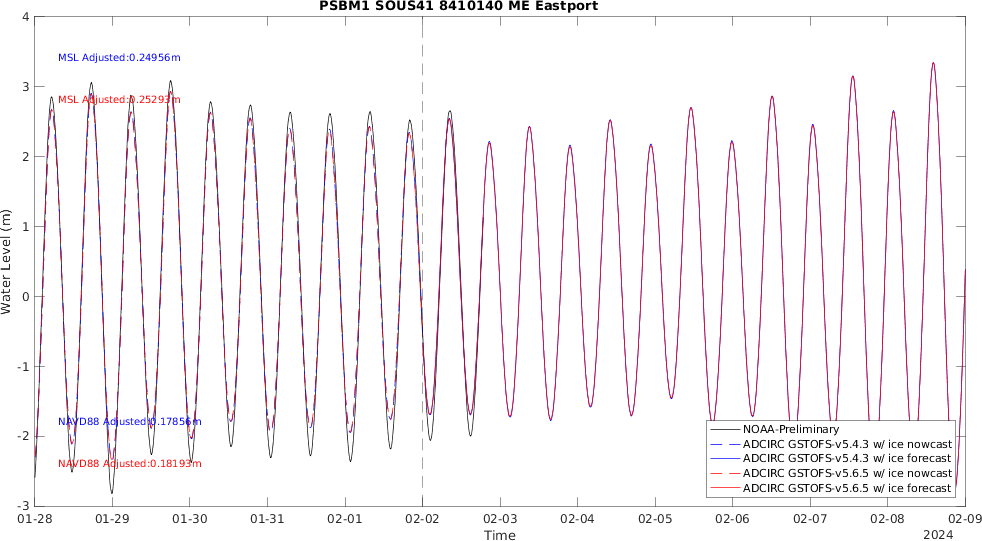 PSBM1 SOUS41 8410140 ME Eastport
4
3
2
1
0
-1
-2
-3
Water Level (m)
MSL Adjusted:0.24956m
MSL Adjusted:0.25293m
NAVD88 Adjusted:0.17856m
NAVD88 Adjusted:0.18193m
NOAA-Preliminary
ADCIRC GSTOFS-v5.4.3 w/ ice nowcast
ADCIRC GSTOFS-v5.4.3 w/ ice forecast
ADCIRC GSTOFS-v5.6.5 w/ ice nowcast
ADCIRC GSTOFS-v5.6.5 w/ ice forecast
01-28 01-29 01-30 01-31 02-01 02-02 02-03 02-04 02-05 02-06 02-07 02-08 02-09
Time
2024